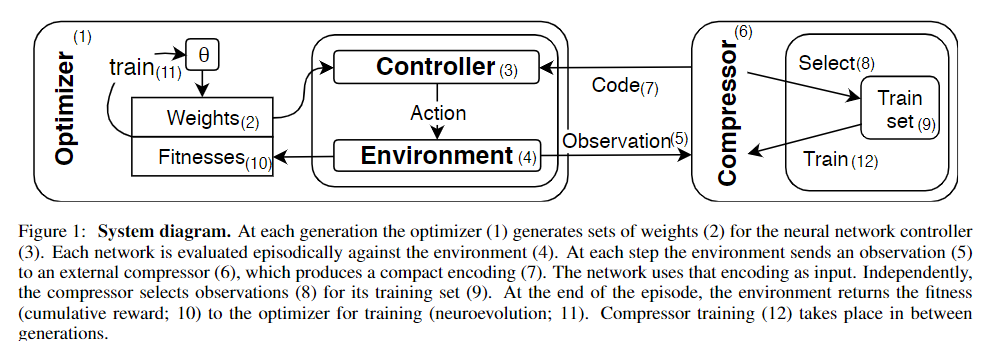 Optimizer
(1)
train(11)
θ
Weights(2)
Fitnesses(10)
Controller (3)
Action
Environment (4)
Code(7)
Observation(5)
Compressor
(6)
Select(8)
Train
set (9)
Train (12)
Figure 1: System diagram. At each generation the optimizer (1) generates sets of weights (2) for the neural network controller
(3). Each network is evaluated episodically against the environment (4). At each step the environment sends an observation (5)
to an external compressor (6), which produces a compact encoding (7). The network uses that encoding as input. Independently,
the compressor selects observations (8) for its training set (9). At the end of the episode, the environment returns the fitness
(cumulative reward; 10) to the optimizer for training (neuroevolution; 11). Compressor training (12) takes place in between
generations.